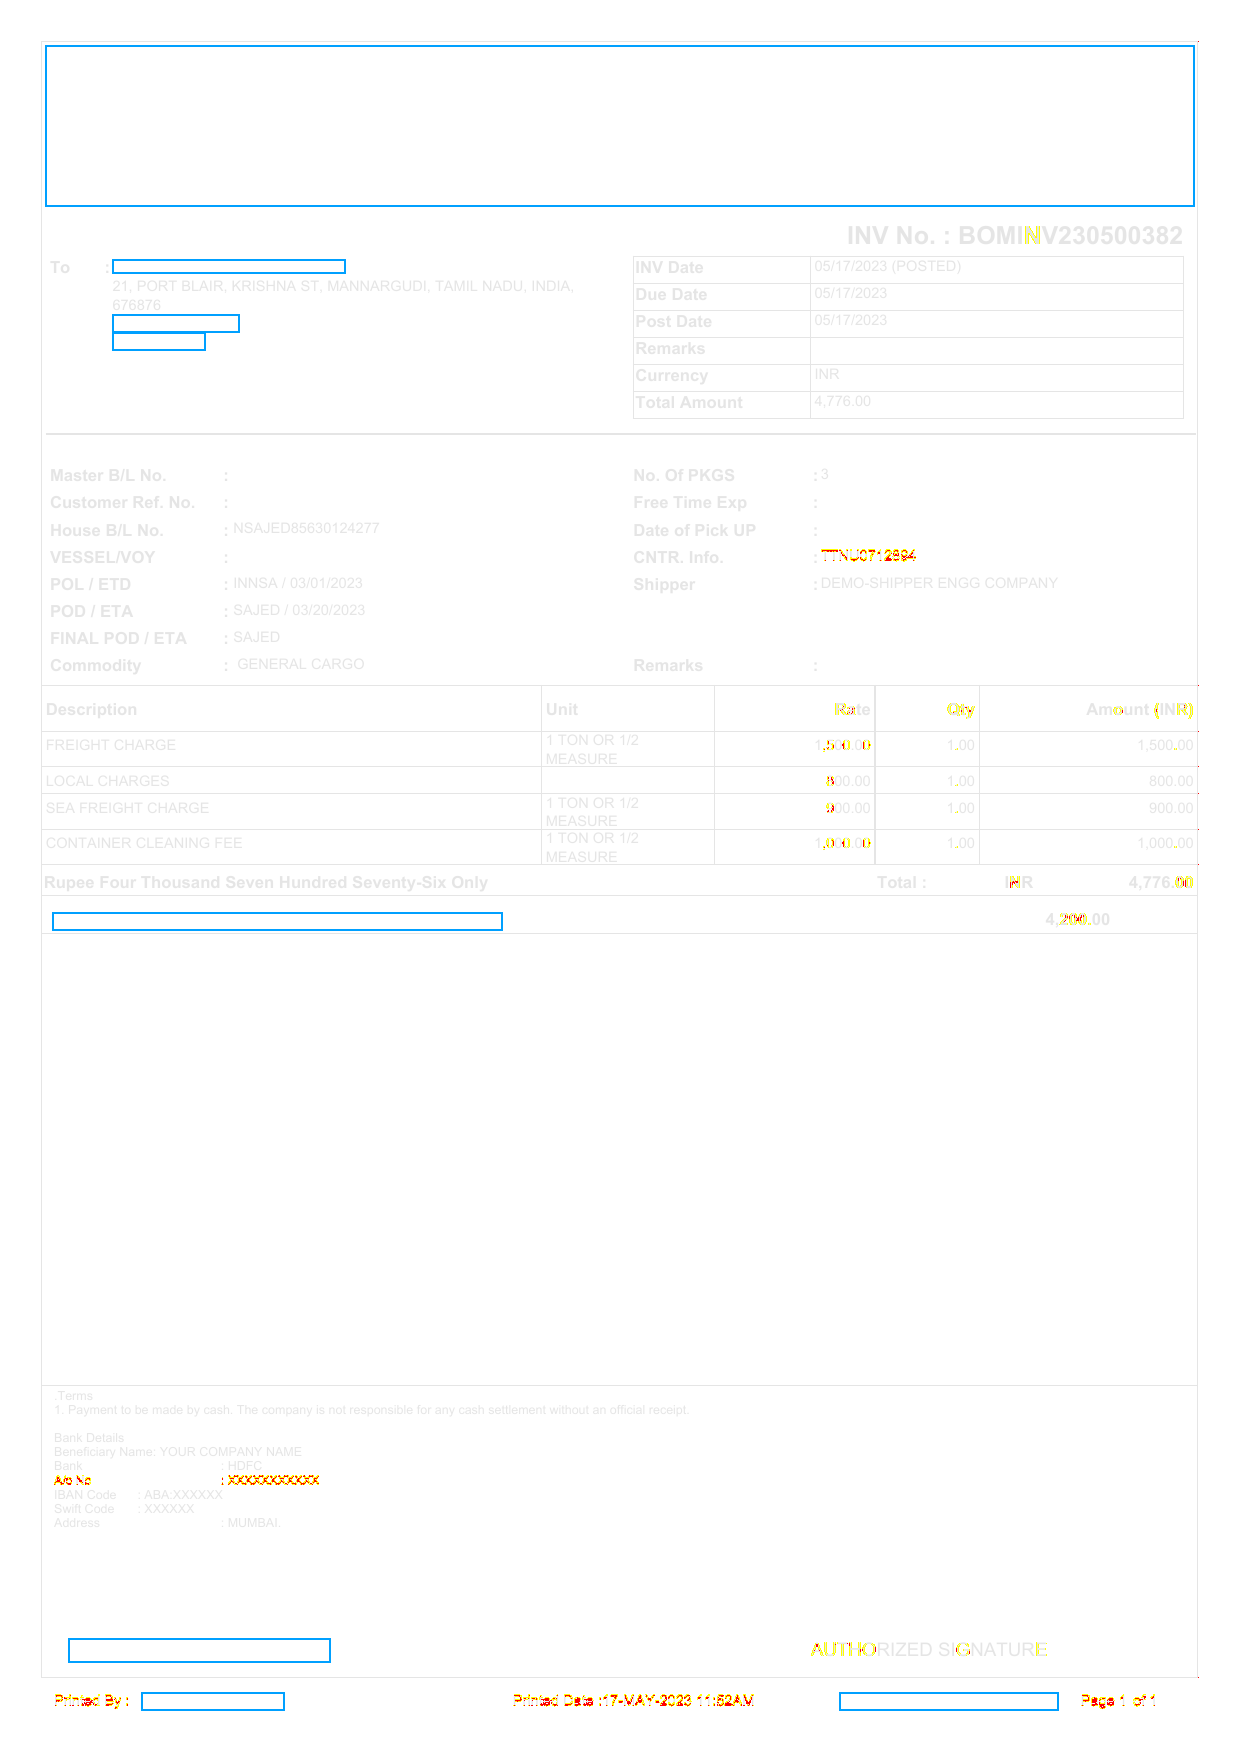 INV No. : BOMINV230500382
To :
21, PORT BLAIR, KRISHNA ST, MANNARGUDI, TAMIL NADU, INDIA,
676876
INV Date 05/17/2023 (POSTED)
Due Date 05/17/2023
Post Date 05/17/2023
Remarks
Currency INR
Total Amount 4,776.00
Master B/L No. : No. Of PKGS : 3
Customer Ref. No. : Free Time Exp :
House B/L No. : NSAJED85630124277 Date of Pick UP :
VESSEL/VOY : CNTR. Info. : TTNU0712694
POL / ETD : INNSA / 03/01/2023 Shipper : DEMO-SHIPPER ENGG COMPANY
POD / ETA : SAJED / 03/20/2023
FINAL POD / ETA : SAJED
Commodity : GENERAL CARGO Remarks :
Description Unit Rate Qty Amount (INR)
FREIGHT CHARGE 1 TON OR 1/2 MEASURE 1,500.00 1.00 1,500.00
LOCAL CHARGES 800.00 1.00 800.00
SEA FREIGHT CHARGE 1 TON OR 1/2 MEASURE 900.00 1.00 900.00
CONTAINER CLEANING FEE 1 TON OR 1/2 MEASURE 1,000.00 1.00 1,000.00
Rupee Four Thousand Seven Hundred Seventy-Six Only Total : INR 4,776.00
4,200.00
.Terms
1. Payment to be made by cash. The company is not responsible for any cash settlement without an official receipt.
Bank Details
Beneficiary Name: YOUR COMPANY NAME
Bank : HDFC
A/c No : XXXXXXXXXXX
IBAN Code : ABA:XXXXXX
Swift Code : XXXXXX
Address : MUMBAI.
AUTHORIZED SIGNATURE
Printed By : Printed Date :17-MAY-2023 11:52AM Page 1 of 1